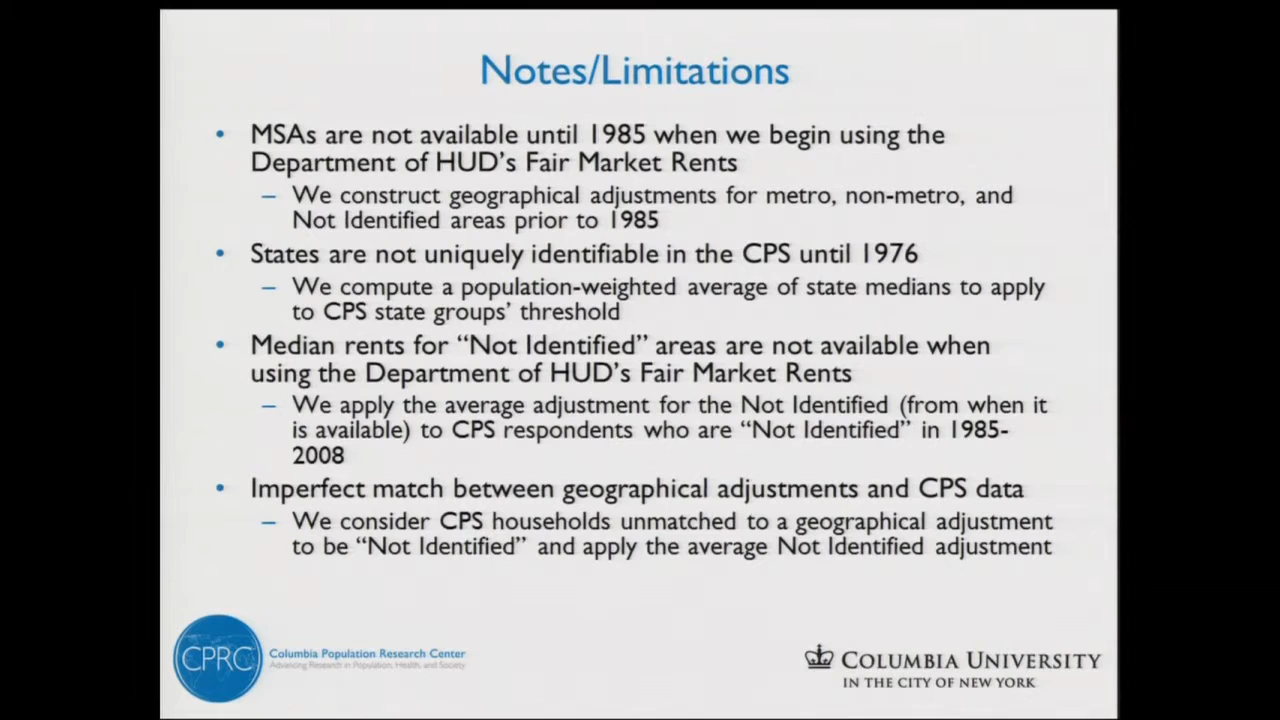 Notes/Limitations
• MSAs are not available until 1985 when we begin using the
Department of HUD's Fair Market Rents
– We construct geographical adjustments for metro, non-metro, and
Not Identified areas prior to 1985
• States are not uniquely identifiable in the CPS until 1976
– We compute a population-weighted average of state medians to apply
to CPS state groups' threshold
• Median rents for “Not Identified” areas are not available when
using the Department of HUD's Fair Market Rents
– We apply the average adjustment for the Not Identified (from when it
is available) to CPS respondents who are “Not Identified” in 1985-
2008
• Imperfect match between geographical adjustments and CPS data
– We consider CPS households unmatched to a geographical adjustment
to be “Not Identified” and apply the average Not Identified adjustment
CPRC
Columbia Population Research Center
Advancing Research in Population, Health, and Society
COLUMBIA UNIVERSITY
IN THE CITY OF NEW YORK